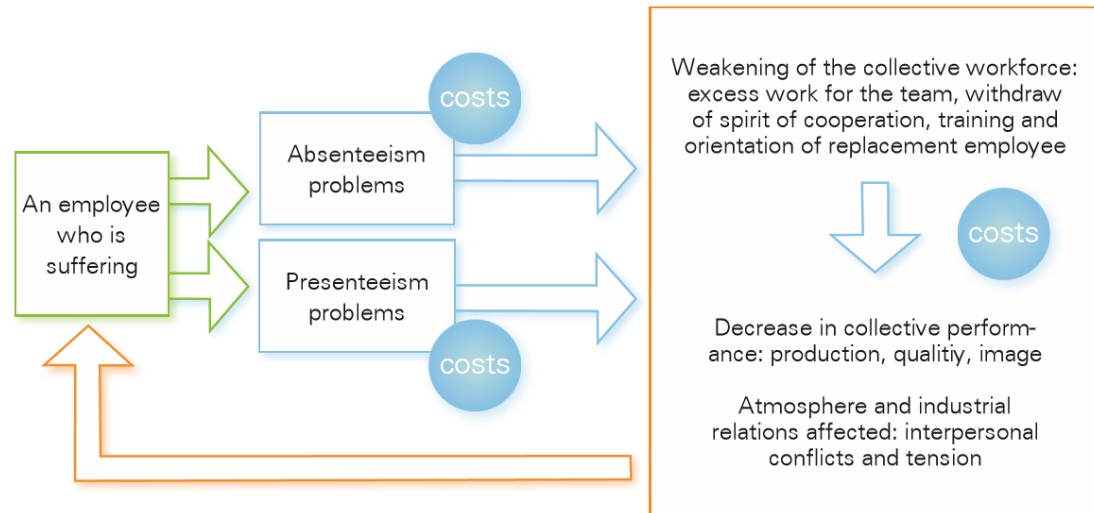 An employee
who is
suffering
costs
Absenteeism
problems
Presenteeism
problems
costs
Weakening of the collective workforce:
excess work for the team, withdraw
of spirit of cooperation, training and
orientation of replacement employee
costs
Decrease in collective perform-
ance: production, qualitiy, image
Atmosphere and industrial
relations affected: interpersonal
conflicts and tension